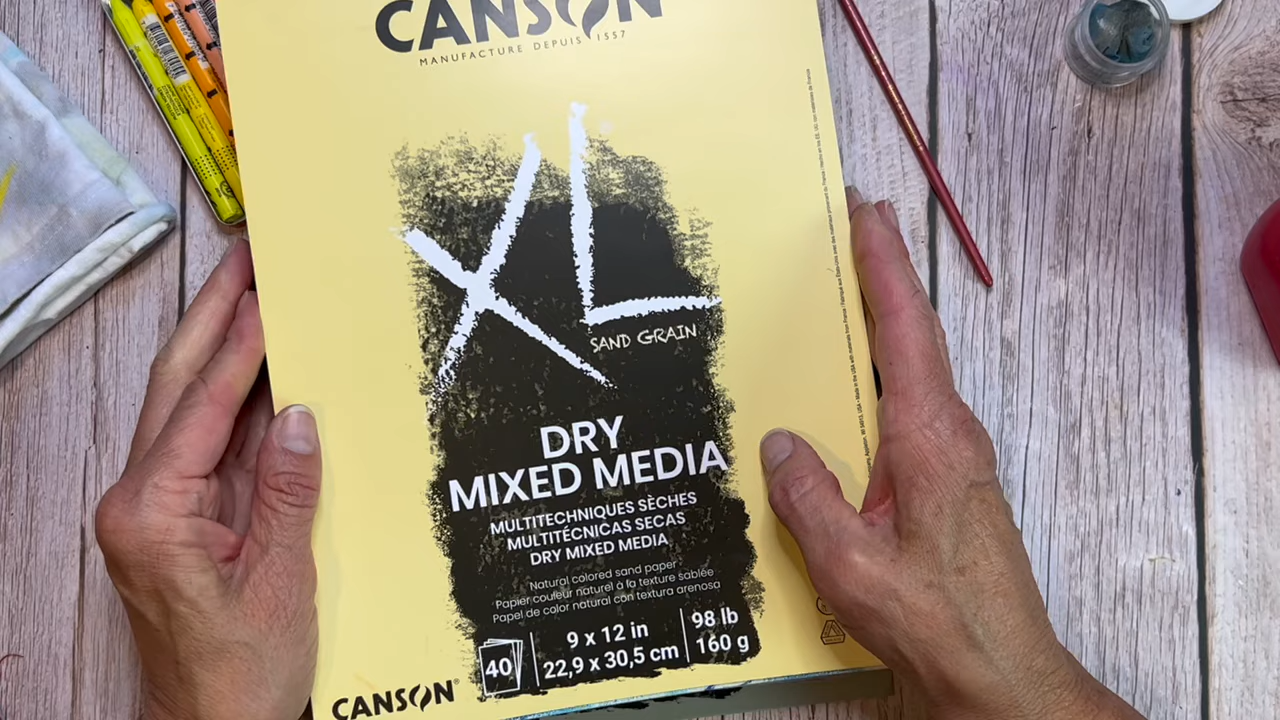 CANSON
MANUFACTURE DEPUIS 1557
XL
SAND GRAIN
DRY
MIXED MEDIA
MULTITECHNIQUES SÈCHES
MULTITÉCNICAS SECAS
DRY MIXED MEDIA
Natural colored sand paper
Papier couleur naturel à la texture sablée
Papel de color natural con textura arenosa
40
9 x 12 in
22,9 x 30,5 cm
98 lb
160 g
CANSON®